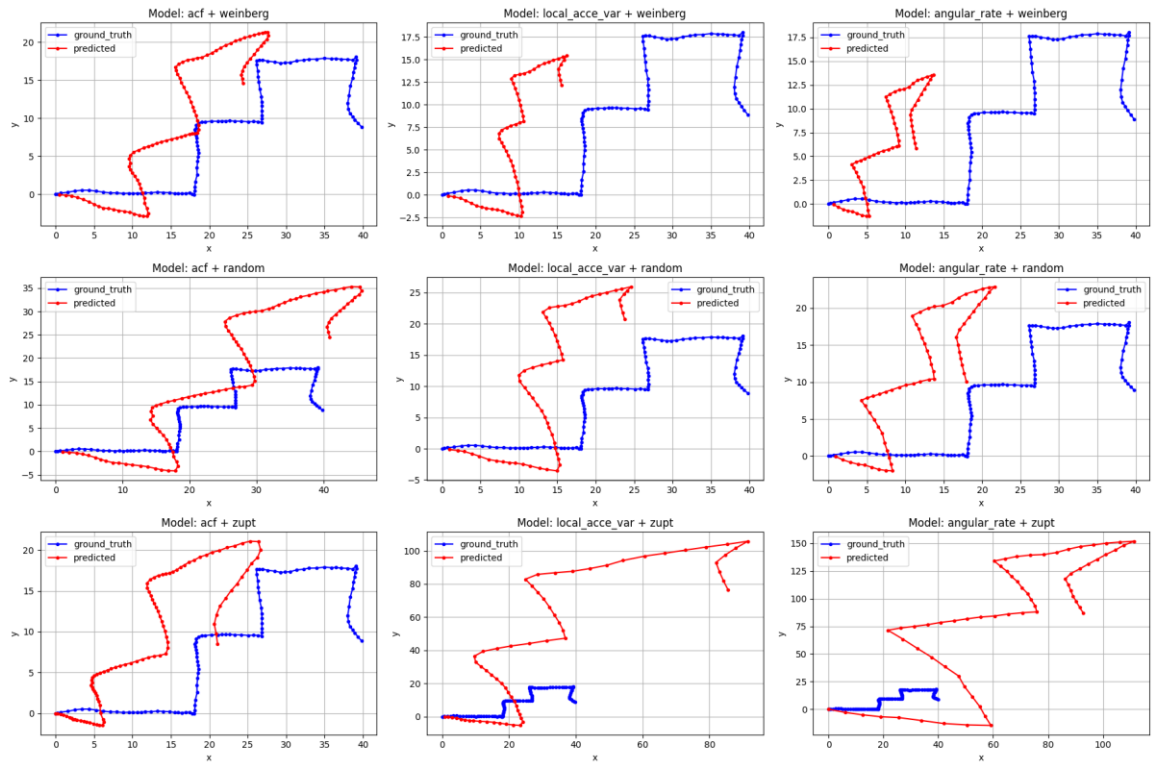 Model: acf + weinberg
ground_truth
predicted
y
20
15
10
5
0
0 5 10 15 20 25 30 35 40
x
Model: local_acce_var + weinberg
ground_truth
predicted
y
17.5
15.0
12.5
10.0
7.5
5.0
2.5
0.0
−2.5
0 5 10 15 20 25 30 35 40
x
Model: angular_rate + weinberg
ground_truth
predicted
y
17.5
15.0
12.5
10.0
7.5
5.0
2.5
0.0
0 5 10 15 20 25 30 35 40
x
Model: acf + random
ground_truth
predicted
y
35
30
25
20
15
10
5
0
−5
0 10 20 30 40
x
Model: local_acce_var + random
ground_truth
predicted
y
25
20
15
10
5
0
−5
0 5 10 15 20 25 30 35 40
x
Model: angular_rate + random
ground_truth
predicted
y
20
15
10
5
0
0 5 10 15 20 25 30 35 40
x
Model: acf + zupt
ground_truth
predicted
y
20
15
10
5
0
0 5 10 15 20 25 30 35 40
x
Model: local_acce_var + zupt
ground_truth
predicted
y
100
80
60
40
20
0
0 20 40 60 80
x
Model: angular_rate + zupt
ground_truth
predicted
y
150
125
100
75
50
25
0
0 20 40 60 80 100
x